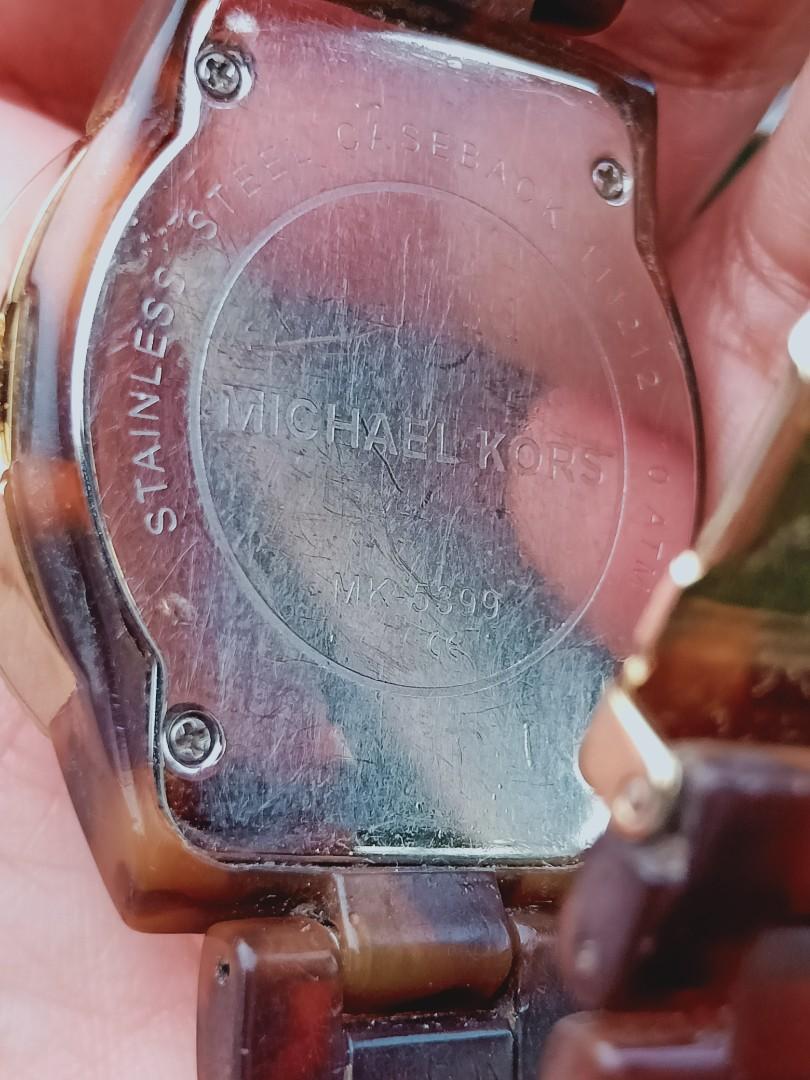 STAINLESS STEEL CASEBACK
MICHAEL KORS
MK-5399